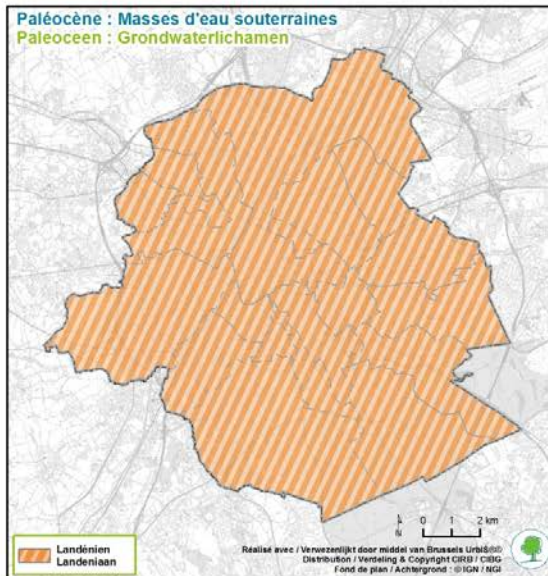 Paléocène : Masses d'eau souterraines
Paleoceen : Grondwaterlichamen
N
0 1 2 km
Landénien
Landeniaan
Réalisé avec / Verwezenlijkt door middel van Brussels UrbIS®©
Distribution / Verdeling & Copyright CIRB / CIBG
Fond de plan / Achtergrond : © IGN / NGI